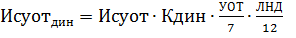 Исуот_дин = Исуот · Кдин · УОТ/7 · ЛНД/12